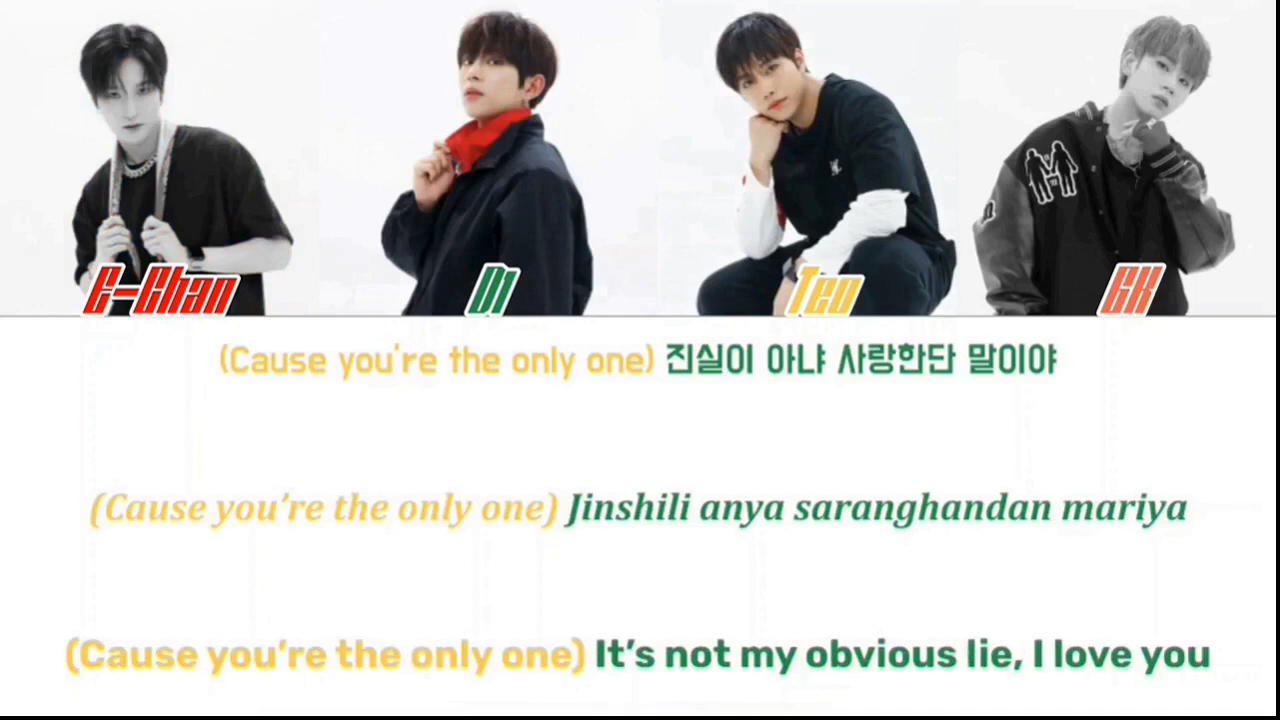 E-Chan
D1
Teo
GK
(Cause you're the only one) 진실이 아냐 사랑한단 말이야
(Cause you're the only one) Jinshili anya saranghandan mariya
(Cause you're the only one) It's not my obvious lie, I love you